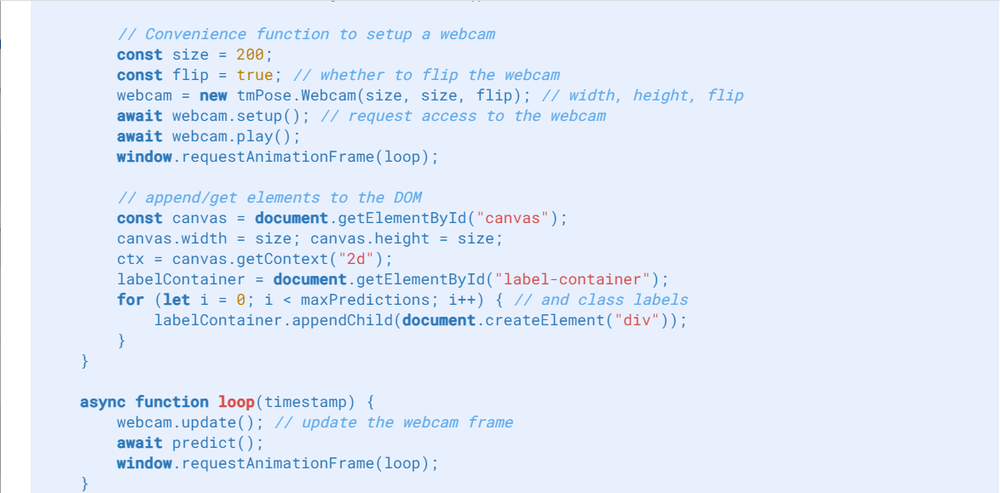 // Convenience function to setup a webcam
const size = 200;
const flip = true; // whether to flip the webcam
webcam = new tmPose.Webcam(size, size, flip); // width, height, flip
await webcam.setup(); // request access to the webcam
await webcam.play();
window.requestAnimationFrame(loop);

// append/get elements to the DOM
const canvas = document.getElementById("canvas");
canvas.width = size; canvas.height = size;
ctx = canvas.getContext("2d");
labelContainer = document.getElementById("label-container");
for (let i = 0; i < maxPredictions; i++) { // and class labels
labelContainer.appendChild(document.createElement("div"));
}
}

async function loop(timestamp) {
webcam.update(); // update the webcam frame
await predict();
window.requestAnimationFrame(loop);
}